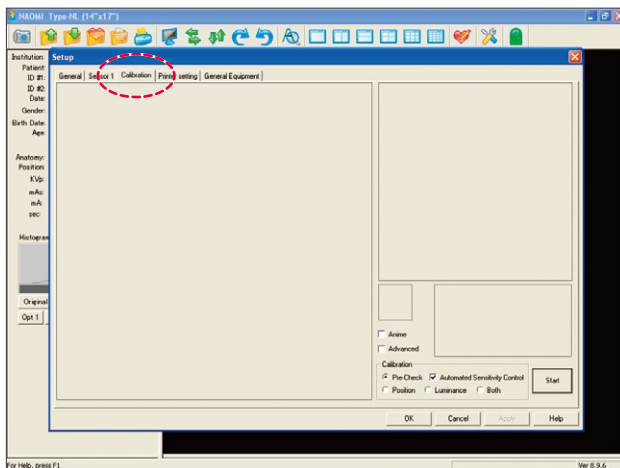 NAOMI Type-NL (14"x17")
Institution:
Patient:
ID #1:
ID #2:
Date:
Gender:
Birth Date:
Age:
Anatomy:
Position:
KVp:
mAs:
mA:
sec:
Histogram
Original
Opt 1
Setup
General Sensor 1 Calibration Printer setting General Equipment
Anime
Advanced
Calibration
Pre-Check Automated Sensitivity Control
Position Luminance Both
Start
OK Cancel Apply Help
For Help, press F1
Ver 8.9.6